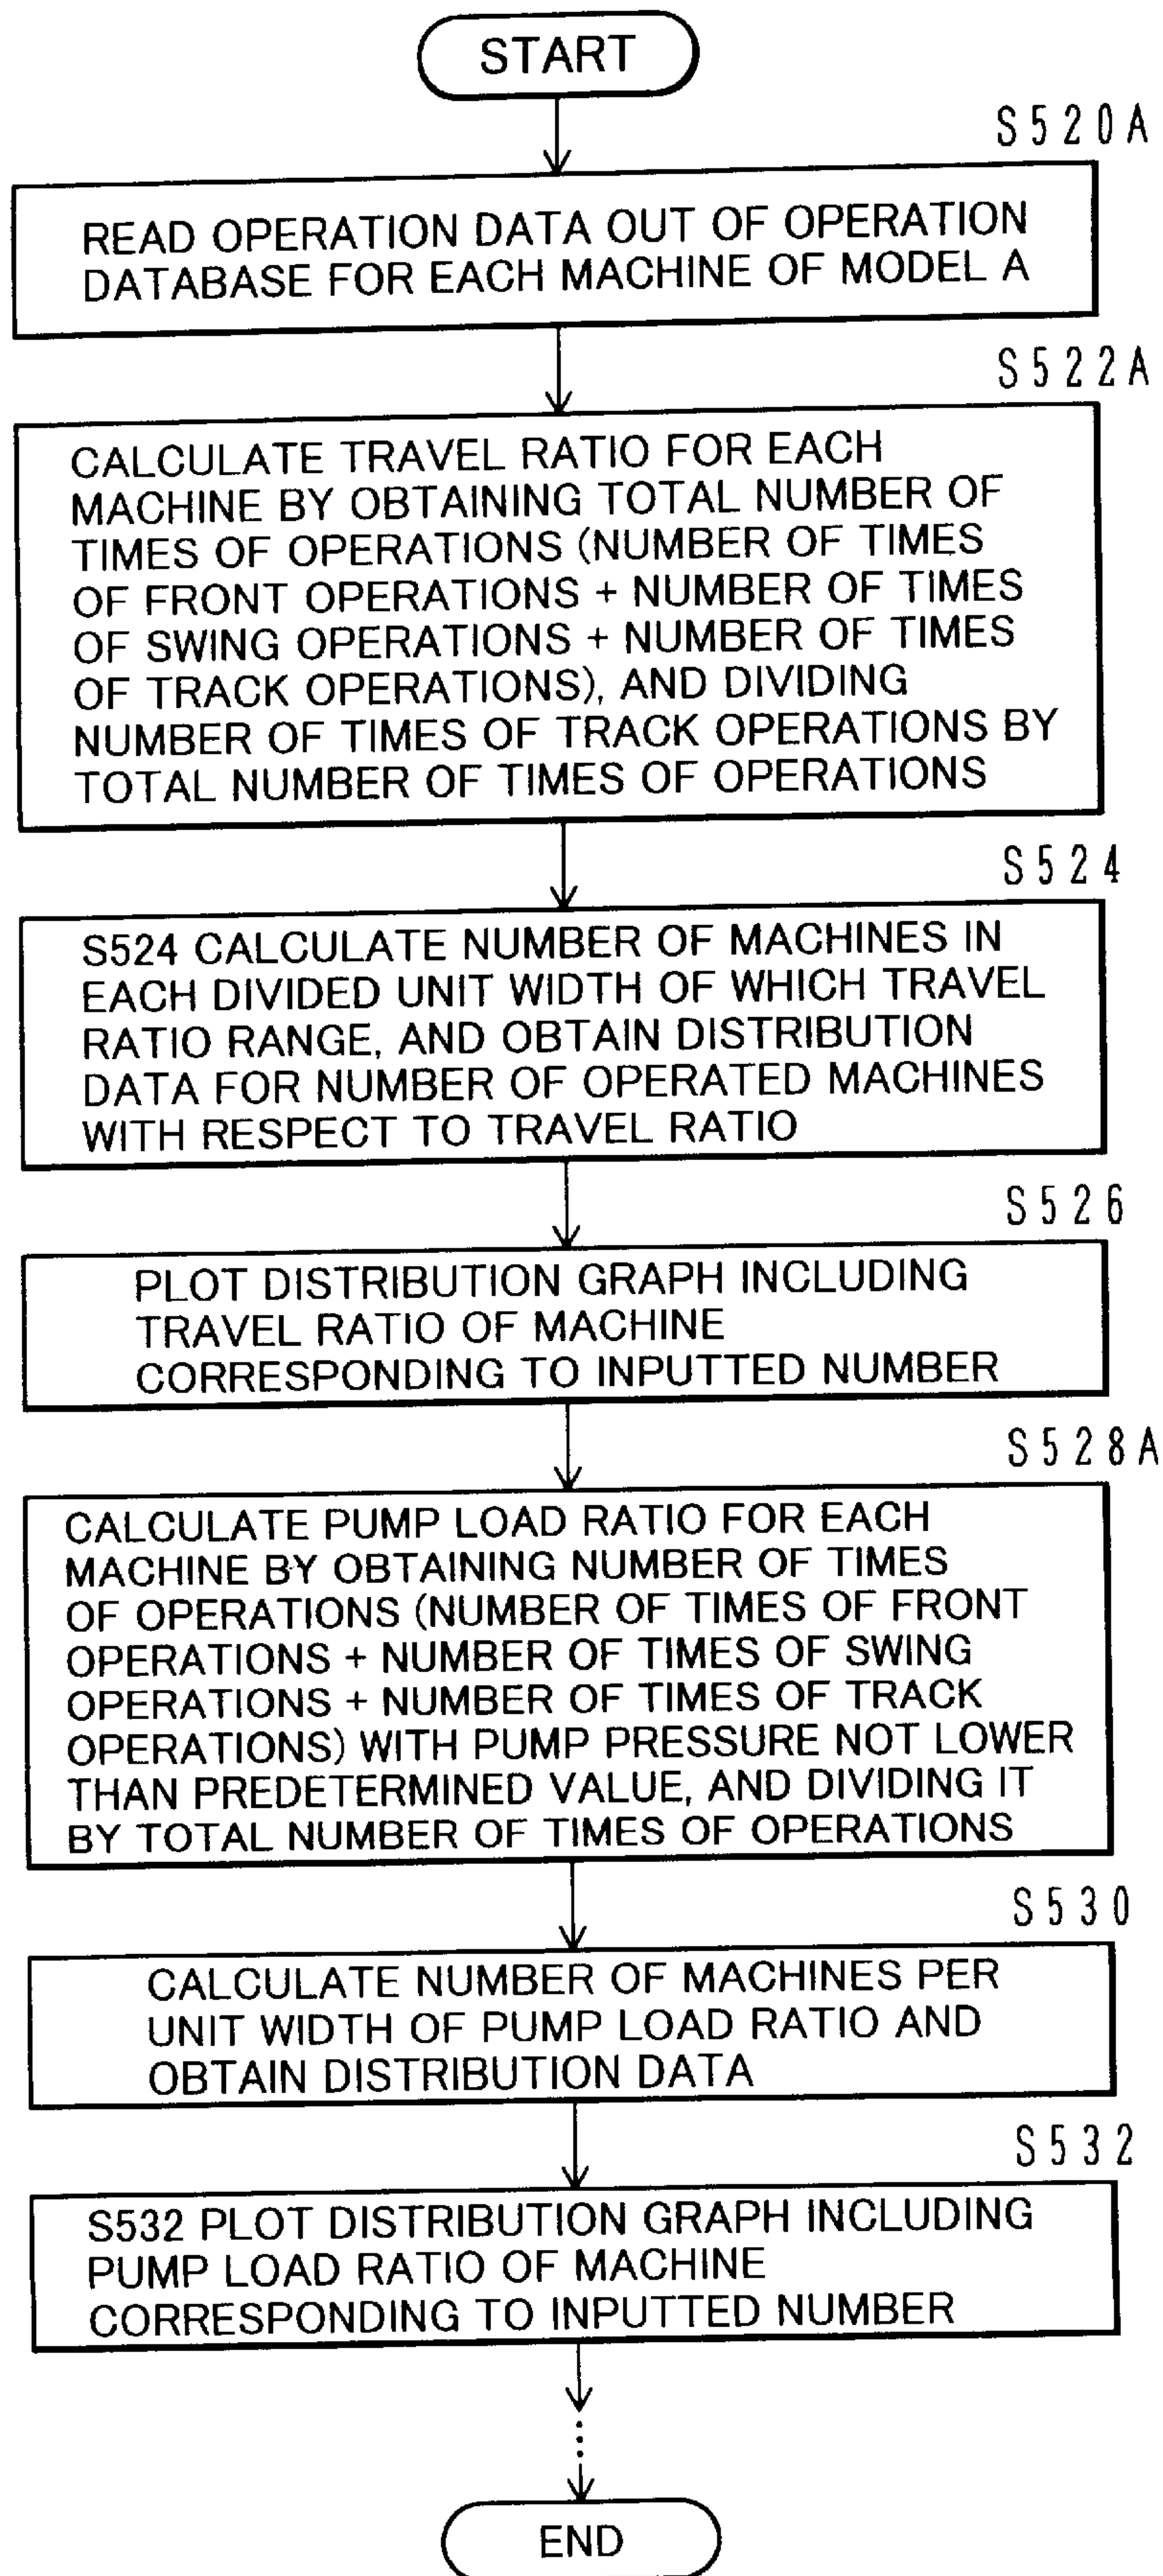 START
S520A
READ OPERATION DATA OUT OF OPERATION
DATABASE FOR EACH MACHINE OF MODEL A
S522A
CALCULATE TRAVEL RATIO FOR EACH
MACHINE BY OBTAINING TOTAL NUMBER OF
TIMES OF OPERATIONS (NUMBER OF TIMES
OF FRONT OPERATIONS + NUMBER OF TIMES
OF SWING OPERATIONS + NUMBER OF TIMES
OF TRACK OPERATIONS), AND DIVIDING
NUMBER OF TIMES OF TRACK OPERATIONS BY
TOTAL NUMBER OF TIMES OF OPERATIONS
S524
S524 CALCULATE NUMBER OF MACHINES IN
EACH DIVIDED UNIT WIDTH OF WHICH TRAVEL
RATIO RANGE, AND OBTAIN DISTRIBUTION
DATA FOR NUMBER OF OPERATED MACHINES
WITH RESPECT TO TRAVEL RATIO
S526
PLOT DISTRIBUTION GRAPH INCLUDING
TRAVEL RATIO OF MACHINE
CORRESPONDING TO INPUTTED NUMBER
S528A
CALCULATE PUMP LOAD RATIO FOR EACH
MACHINE BY OBTAINING NUMBER OF TIMES
OF OPERATIONS (NUMBER OF TIMES OF FRONT
OPERATIONS + NUMBER OF TIMES OF SWING
OPERATIONS + NUMBER OF TIMES OF TRACK
OPERATIONS) WITH PUMP PRESSURE NOT LOWER
THAN PREDETERMINED VALUE, AND DIVIDING IT
BY TOTAL NUMBER OF TIMES OF OPERATIONS
S530
CALCULATE NUMBER OF MACHINES PER
UNIT WIDTH OF PUMP LOAD RATIO AND
OBTAIN DISTRIBUTION DATA
S532
S532 PLOT DISTRIBUTION GRAPH INCLUDING
PUMP LOAD RATIO OF MACHINE
CORRESPONDING TO INPUTTED NUMBER
END